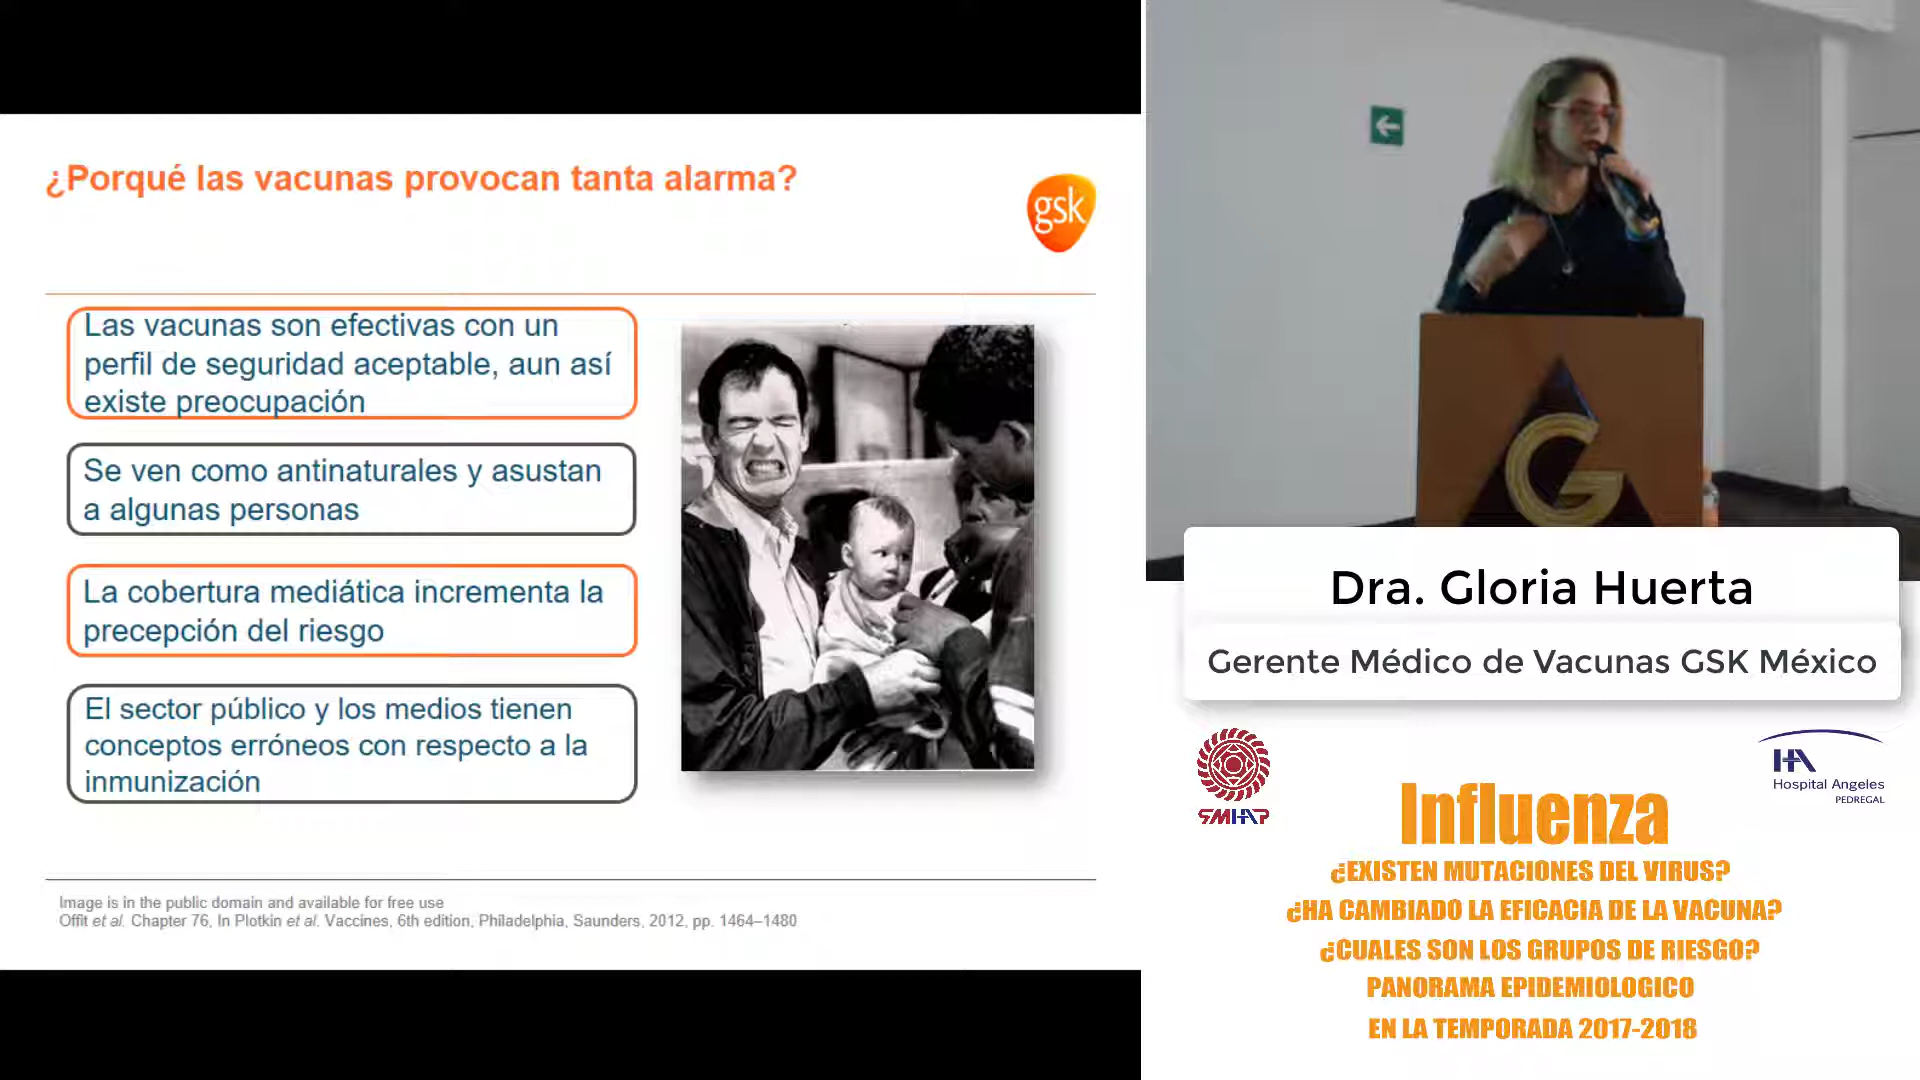 ¿Porqué las vacunas provocan tanta alarma?
gsk
Las vacunas son efectivas con un
perfil de seguridad aceptable, aun así
existe preocupación
Se ven como antinaturales y asustan
a algunas personas
La cobertura mediática incrementa la
precepción del riesgo
El sector público y los medios tienen
conceptos erróneos con respecto a la
inmunización
Image is in the public domain and available for free use
Offit et al. Chapter 76, In Plotkin et al. Vaccines, 6th edition, Philadelphia, Saunders, 2012, pp. 1464–1480
G
Dra. Gloria Huerta
Gerente Médico de Vacunas GSK México
SMHAP
HA
Hospital Angeles
PEDREGAL
Influenza
¿EXISTEN MUTACIONES DEL VIRUS?
¿HA CAMBIADO LA EFICACIA DE LA VACUNA?
¿CUALES SON LOS GRUPOS DE RIESGO?
PANORAMA EPIDEMIOLOGICO
EN LA TEMPORADA 2017-2018